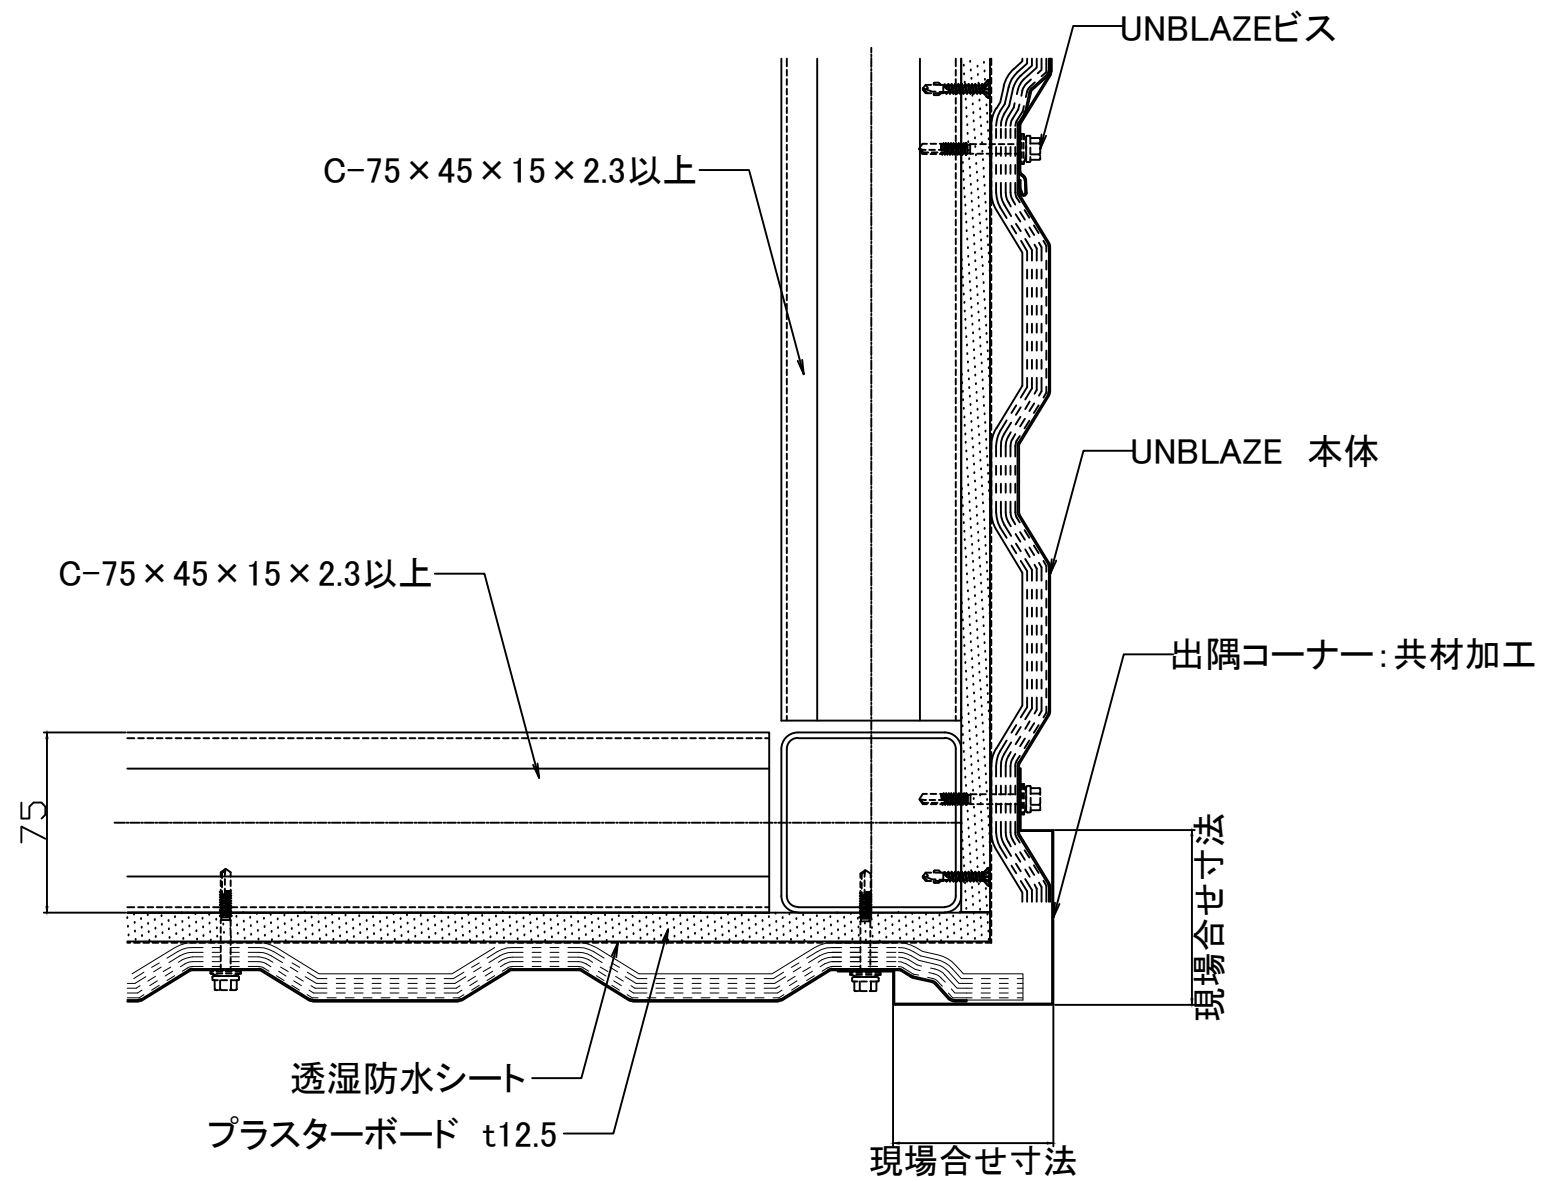 UNBLAZEビス
C-75×45×15×2.3以上
UNBLAZE 本体
C-75×45×15×2.3以上
出隅コーナー:共材加工
75
現場合せ寸法
透湿防水シート
プラスターボード t12.5
現場合せ寸法